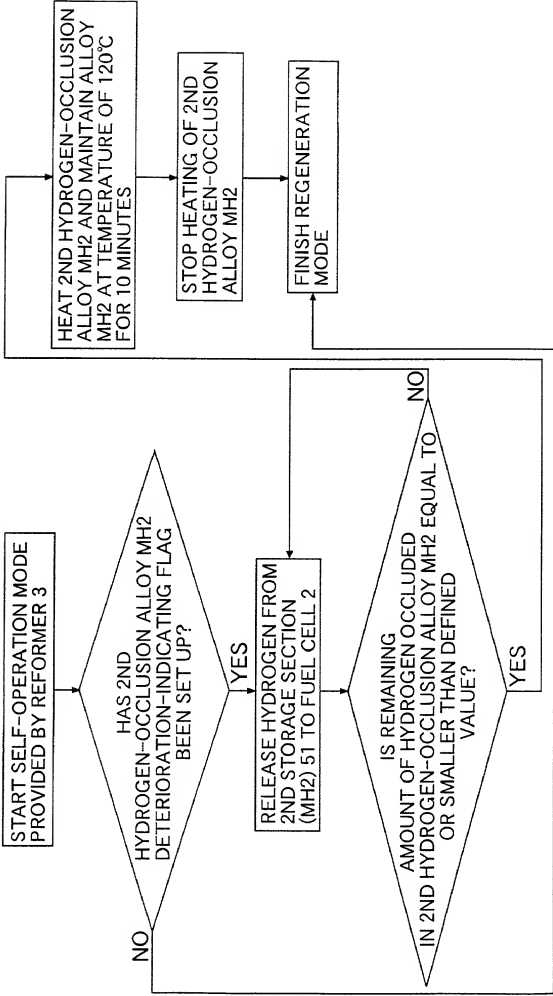 START SELF-OPERATION MODE
PROVIDED BY REFORMER 3
HAS 2ND
HYDROGEN-OCCLUSION ALLOY MH2
DETERIORATION-INDICATING FLAG
BEEN SET UP?
NO
YES
RELEASE HYDROGEN FROM
2ND STORAGE SECTION
(MH2) 51 TO FUEL CELL 2
IS REMAINING
AMOUNT OF HYDROGEN OCCLUDED
IN 2ND HYDROGEN-OCCLUSION ALLOY MH2 EQUAL TO
OR SMALLER THAN DEFINED
VALUE?
NO
YES
HEAT 2ND HYDROGEN-OCCLUSION
ALLOY MH2 AND MAINTAIN ALLOY
MH2 AT TEMPERATURE OF 120°C
FOR 10 MINUTES
STOP HEATING OF 2ND
HYDROGEN-OCCLUSION
ALLOY MH2
FINISH REGENERATION
MODE